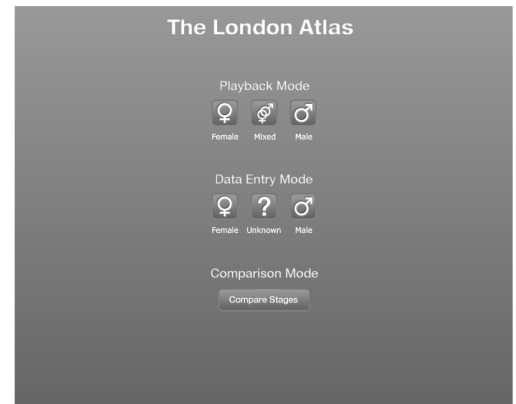 The London Atlas
Playback Mode
Female Mixed Male
Data Entry Mode
?
Female Unknown Male
Comparison Mode
Compare Stages